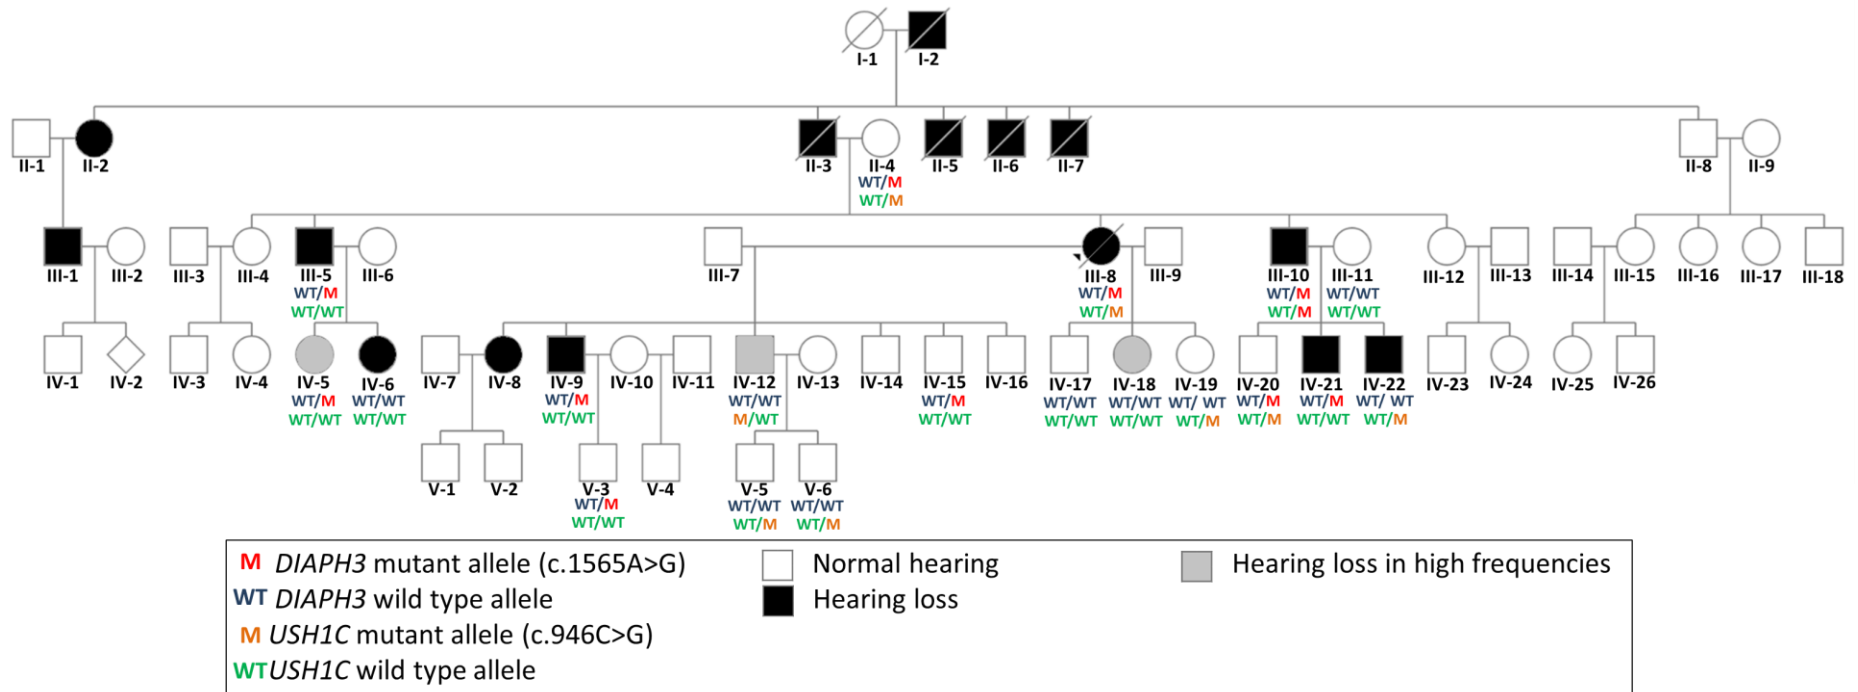 I-1 I-2
II-1 II-2 II-3 II-4 II-5 II-6 II-7 II-8 II-9
WT/M
WT/M
III-1 III-2 III-3 III-4 III-5 III-6 III-7 III-8 III-9 III-10 III-11 III-12 III-13 III-14 III-15 III-16 III-17 III-18
WT/M WT/M WT/M WT/WT
WT/WT WT/M WT/M WT/WT
IV-1 IV-2 IV-3 IV-4 IV-5 IV-6 IV-7 IV-8 IV-9 IV-10 IV-11 IV-12 IV-13 IV-14 IV-15 IV-16 IV-17 IV-18 IV-19 IV-20 IV-21 IV-22 IV-23 IV-24 IV-25 IV-26
WT/M WT/WT WT/M WT/WT WT/M WT/WT WT/WT WT/ WT WT/M WT/M WT/ WT
WT/WT WT/WT WT/WT M/WT WT/WT WT/WT WT/WT WT/M WT/M WT/WT WT/M
V-1 V-2 V-3 V-4 V-5 V-6
WT/M WT/WT WT/WT
WT/WT WT/M WT/M
M DIAPH3 mutant allele (c.1565A>G) Normal hearing Hearing loss in high frequencies
WT DIAPH3 wild type allele Hearing loss
M USH1C mutant allele (c.946C>G)
WT USH1C wild type allele